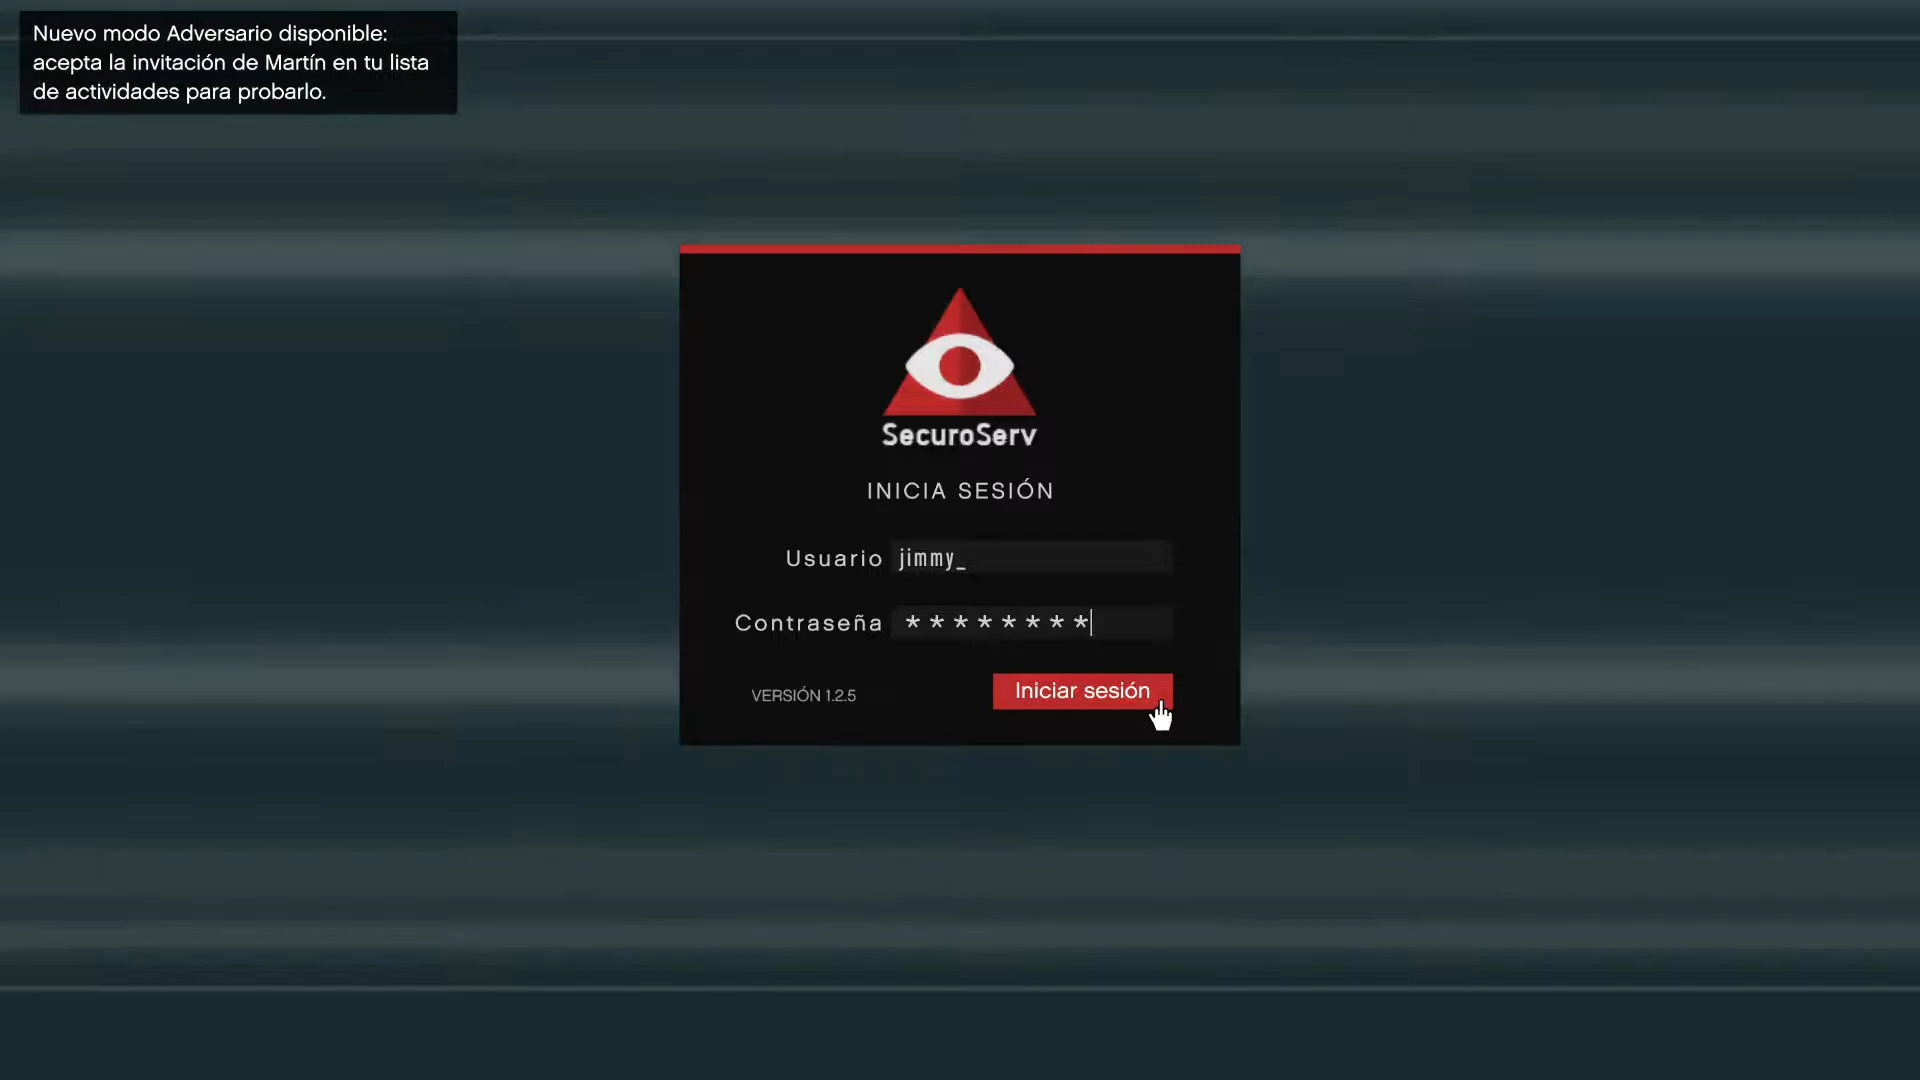 Nuevo modo Adversario disponible:
acepta la invitación de Martín en tu lista
de actividades para probarlo.
SecuroServ
INICIA SESIÓN
Usuario jimmy_
Contraseña ********
VERSIÓN 1.2.5
Iniciar sesión